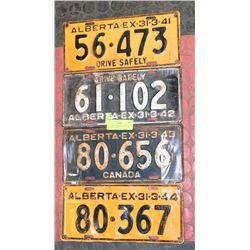 ALBERTA-EX-31-3-41
56-473
DRIVE SAFELY
DRIVE SAFELY
61-102
ALBERTA-EX-31-3-42
ALBERTA-EX-31-3-43
80-656
CANADA
ALBERTA-EX-31-3-44
80-367